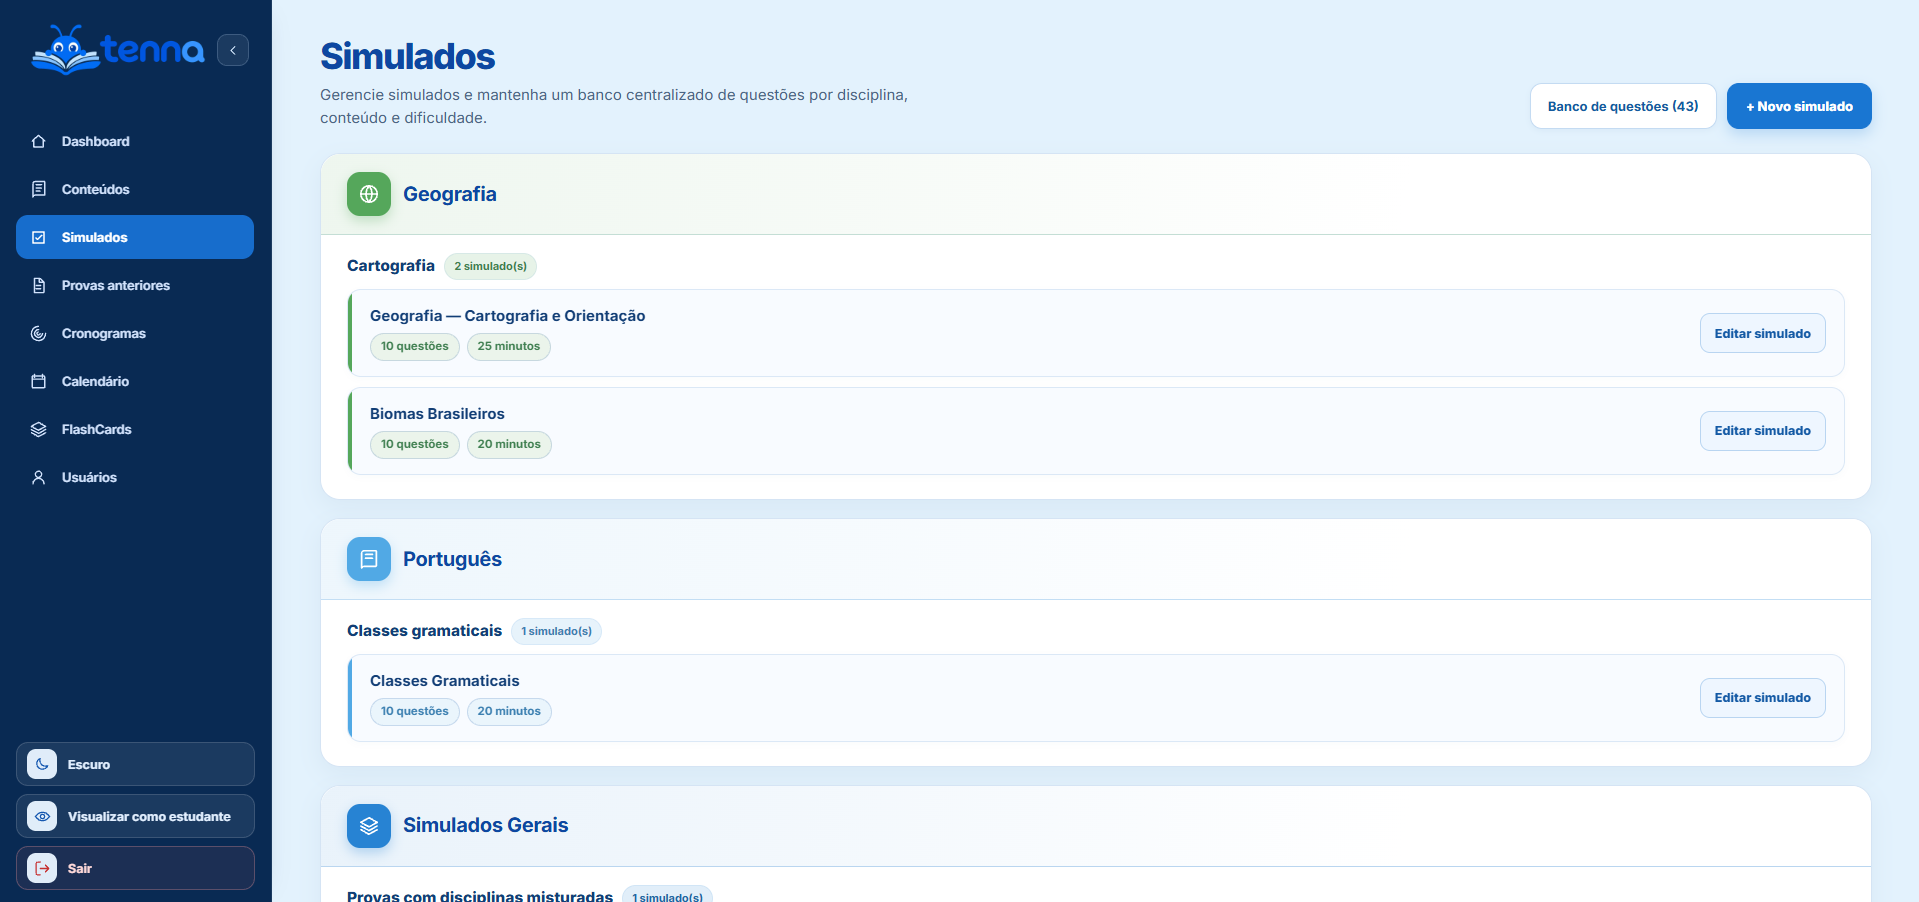 tenna
Dashboard
Conteúdos
Simulados
Provas anteriores
Cronogramas
Calendário
FlashCards
Usuários
Escuro
Visualizar como estudante
Sair
Simulados
Gerencie simulados e mantenha um banco centralizado de questões por disciplina,
conteúdo e dificuldade.
Banco de questões (43)
+ Novo simulado
Geografia
Cartografia 2 simulado(s)
Geografia — Cartografia e Orientação
10 questões 25 minutos
Editar simulado
Biomas Brasileiros
10 questões 20 minutos
Editar simulado
Português
Classes gramaticais 1 simulado(s)
Classes Gramaticais
10 questões 20 minutos
Editar simulado
Simulados Gerais
Provas com disciplinas misturadas 1 simulado(s)